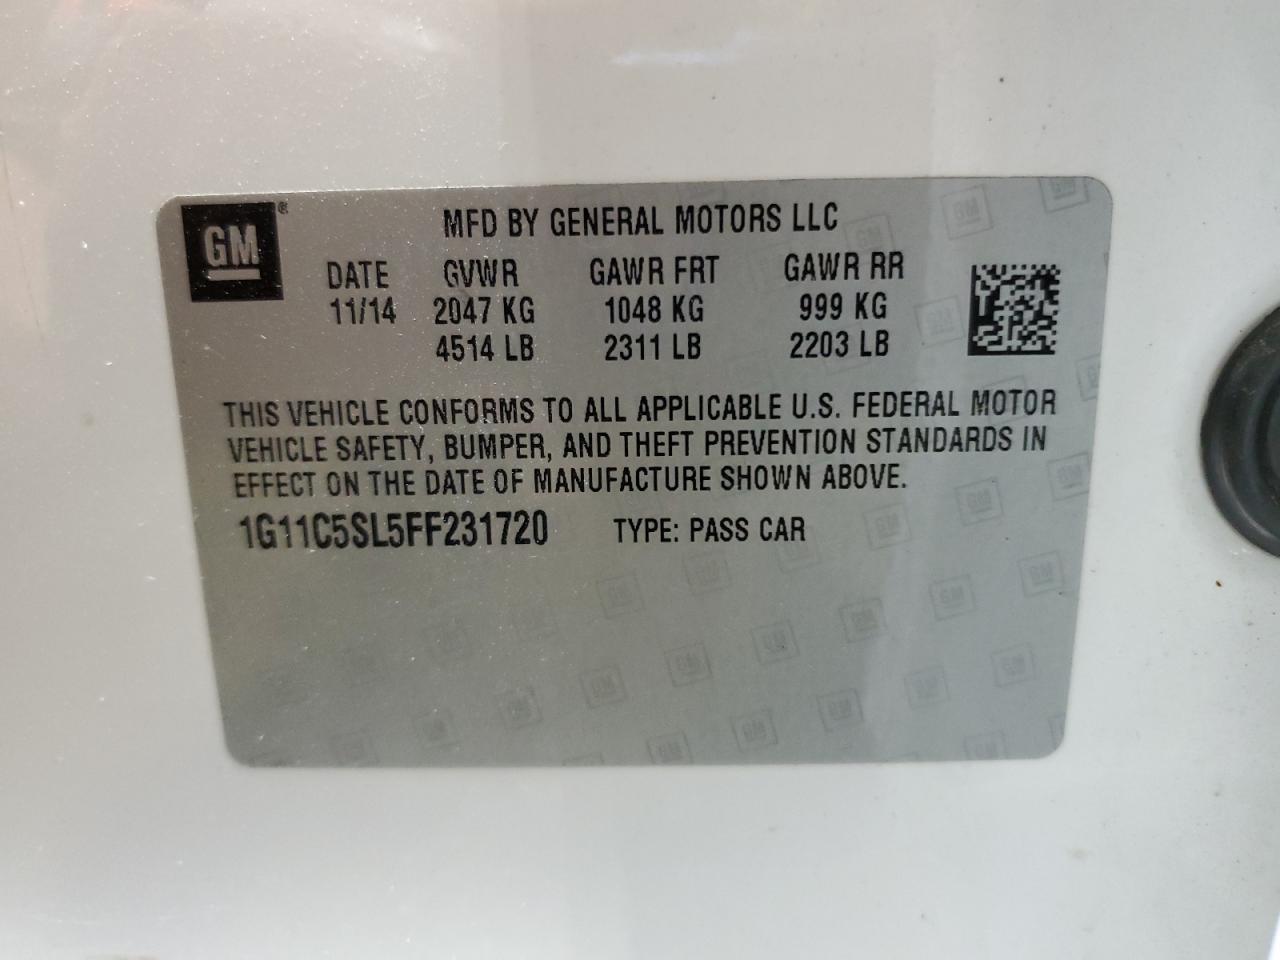 GM ® MFD BY GENERAL MOTORS LLC
DATE GVWR GAWR FRT GAWR RR
11/14 2047 KG 1048 KG 999 KG
4514 LB 2311 LB 2203 LB
THIS VEHICLE CONFORMS TO ALL APPLICABLE U.S. FEDERAL MOTOR
VEHICLE SAFETY, BUMPER, AND THEFT PREVENTION STANDARDS IN
EFFECT ON THE DATE OF MANUFACTURE SHOWN ABOVE.
1G11C5SL5FF231720 TYPE: PASS CAR